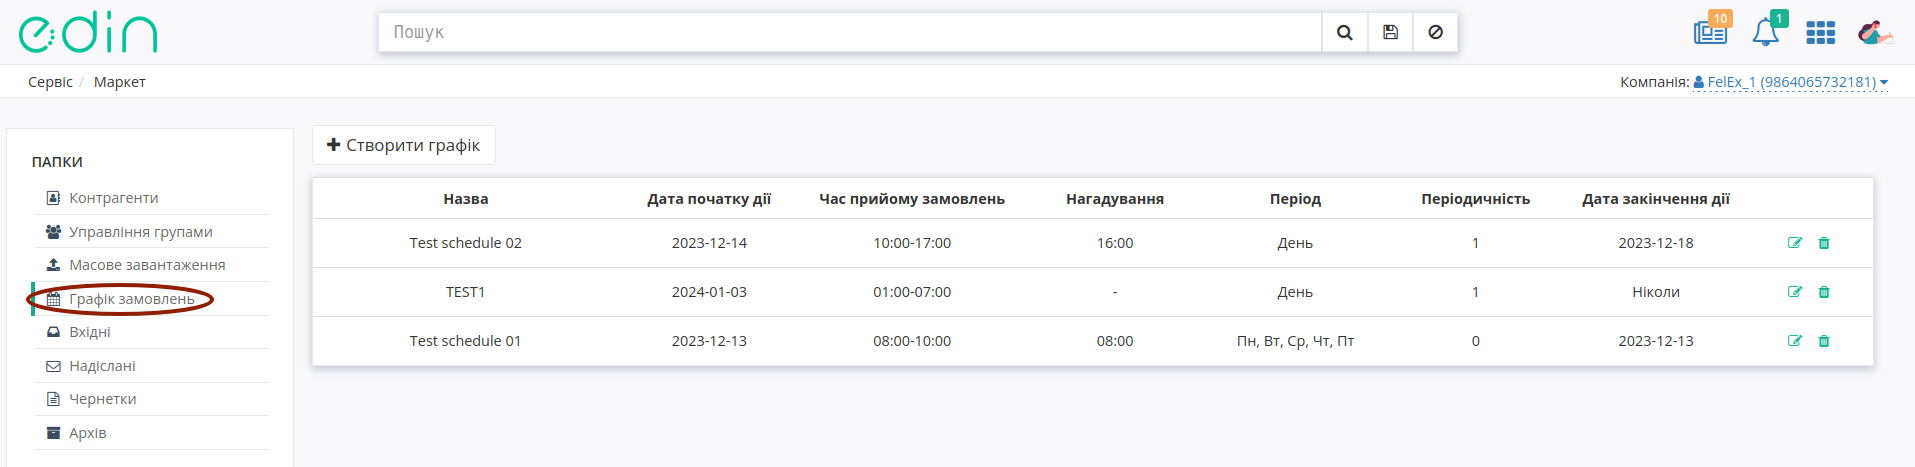 edin
Пошук
10
1
Сервіс / Маркет
Компанія: FelEx_1 (9864065732181)
ПАПКИ
Контрагенти
Управління групами
Масове завантаження
Графік замовлень
Вхідні
Надіслані
Чернетки
Архів
Створити графік
Назва Дата початку дії Час прийому замовлень Нагадування Період Періодичність Дата закінчення дії
Test schedule 02 2023-12-14 10:00-17:00 16:00 День 1 2023-12-18
TEST1 2024-01-03 01:00-07:00 - День 1 Ніколи
Test schedule 01 2023-12-13 08:00-10:00 08:00 Пн, Вт, Ср, Чт, Пт 0 2023-12-13